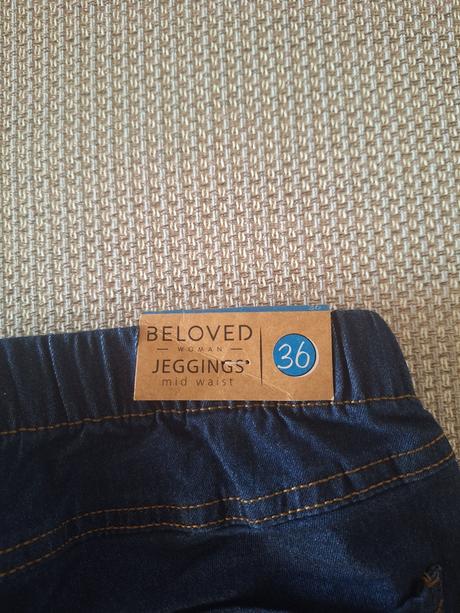 BELOVED
— WOMAN —
JEGGINGS®
mid waist
36